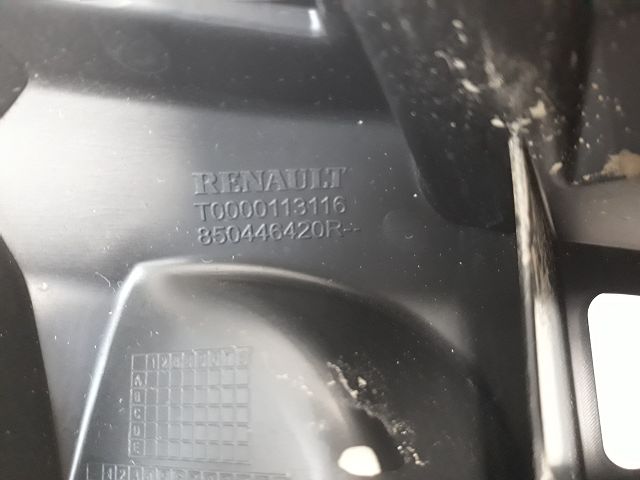 RENAULT
T0000113116
850446420R--
A
B
C
D
E